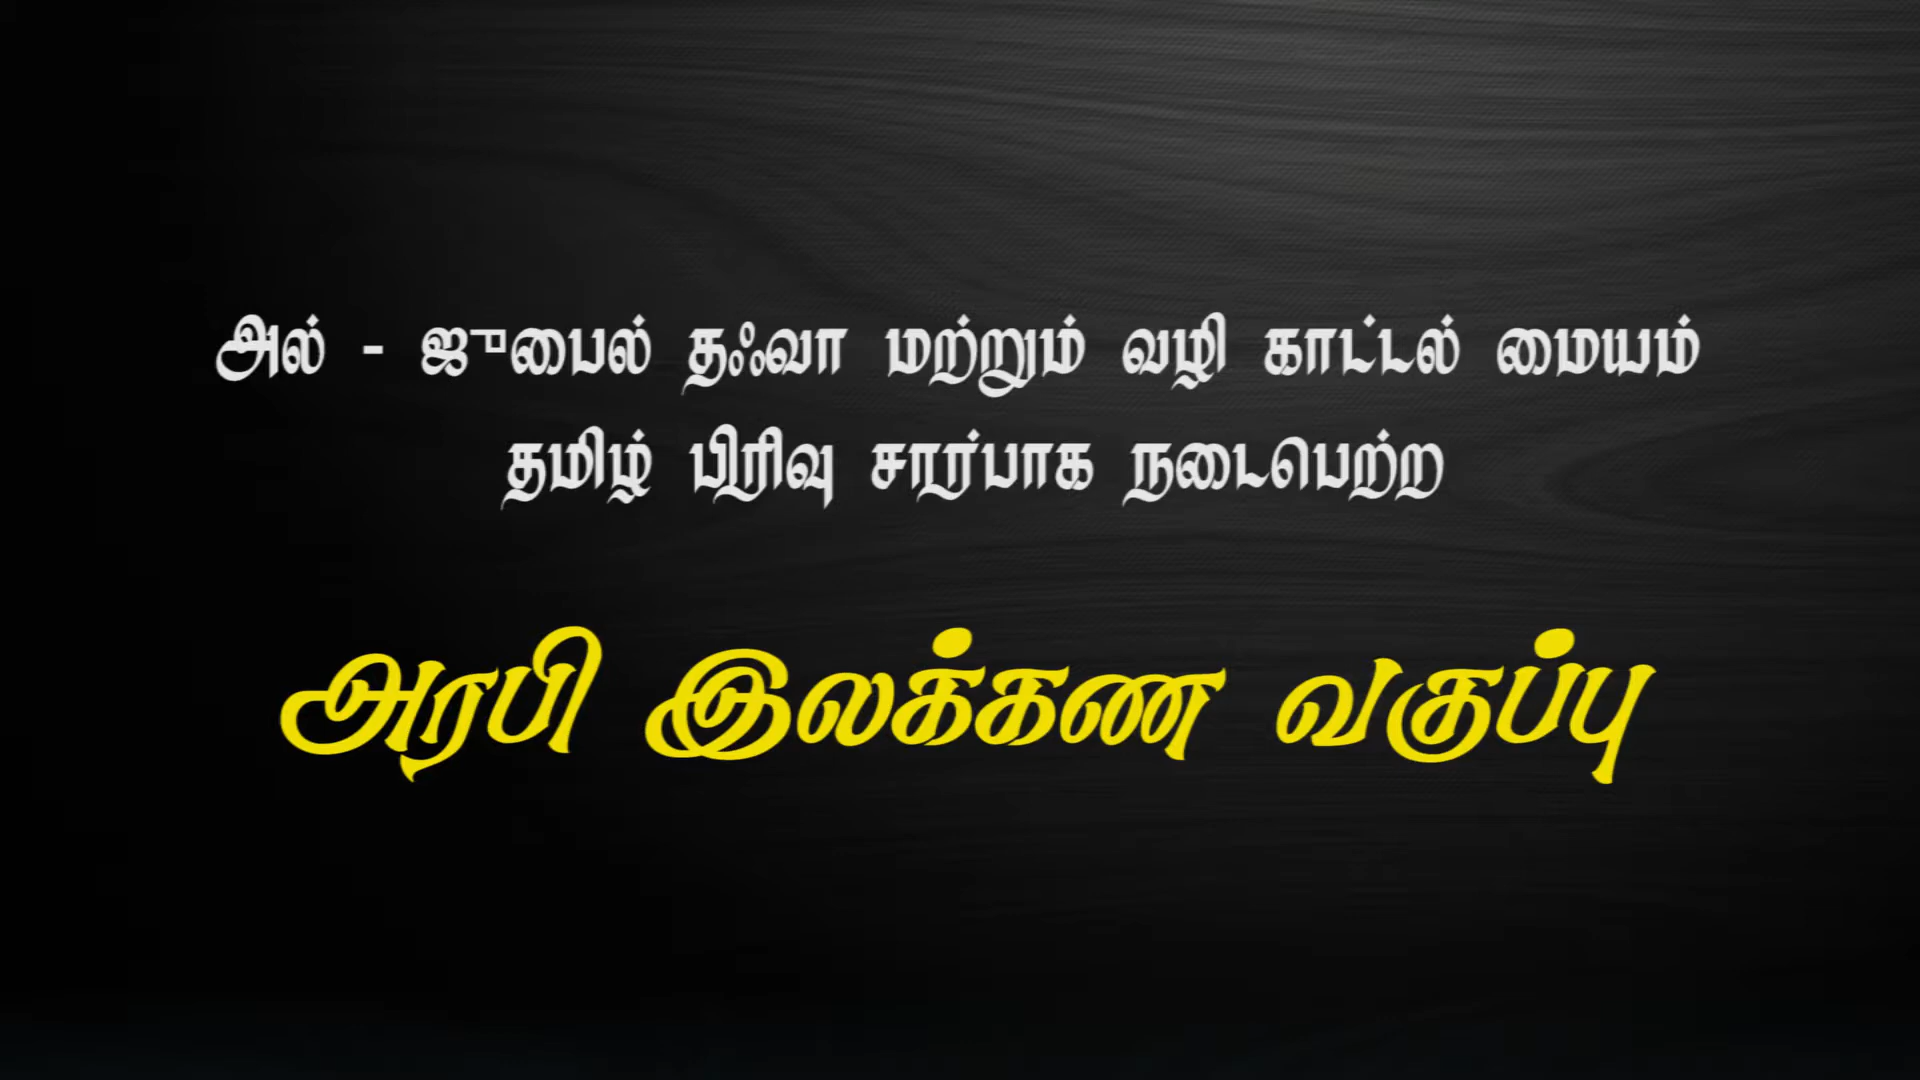 அல் - ஜுபைல் தஃவா மற்றும் வழி காட்டல் மையம்
தமிழ் பிரிவு சார்பாக நடைபெற்ற
அரபி இலக்கண வகுப்பு